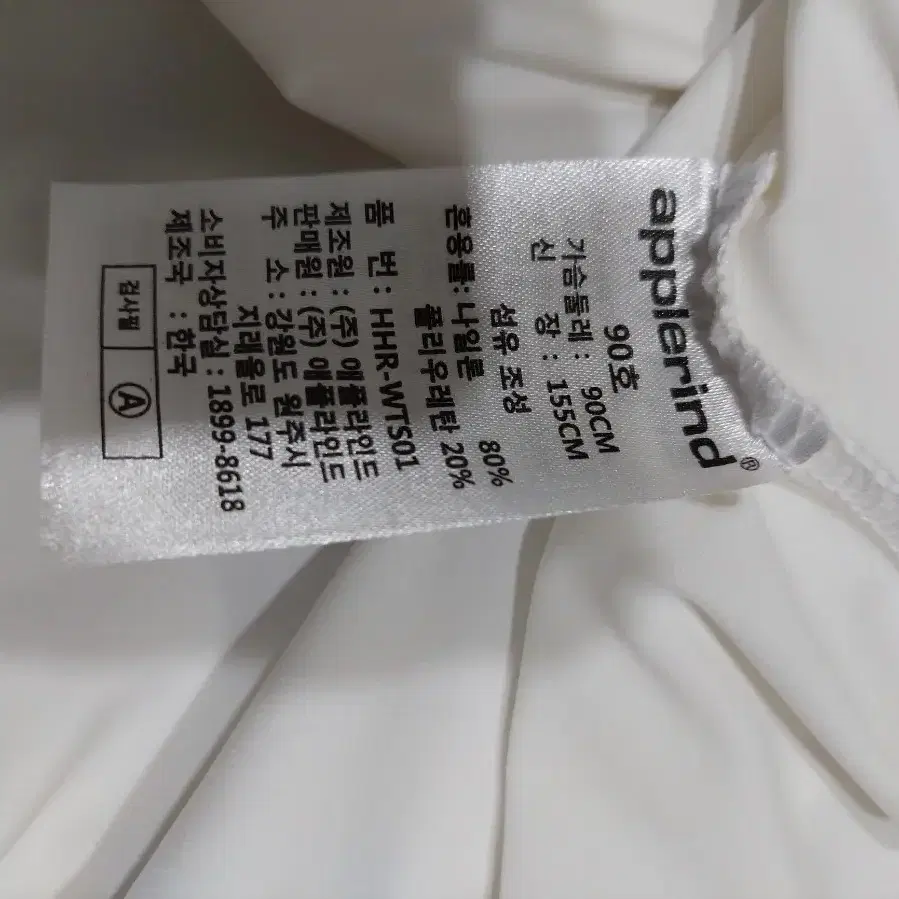 applerind®
90호
가슴둘레 : 90CM
신 장 : 155CM
섬유 조성
혼용률 : 나일론 80%
폴리우레탄 20%
품 번 : HHR-WTS01
제조원 : (주) 애플라인드
판매원 : (주) 애플라인드
주 소 : 강원도 원주시
지래울로 177
소비자상담실 : 1899-8618
제조국 : 한국
검사필 A